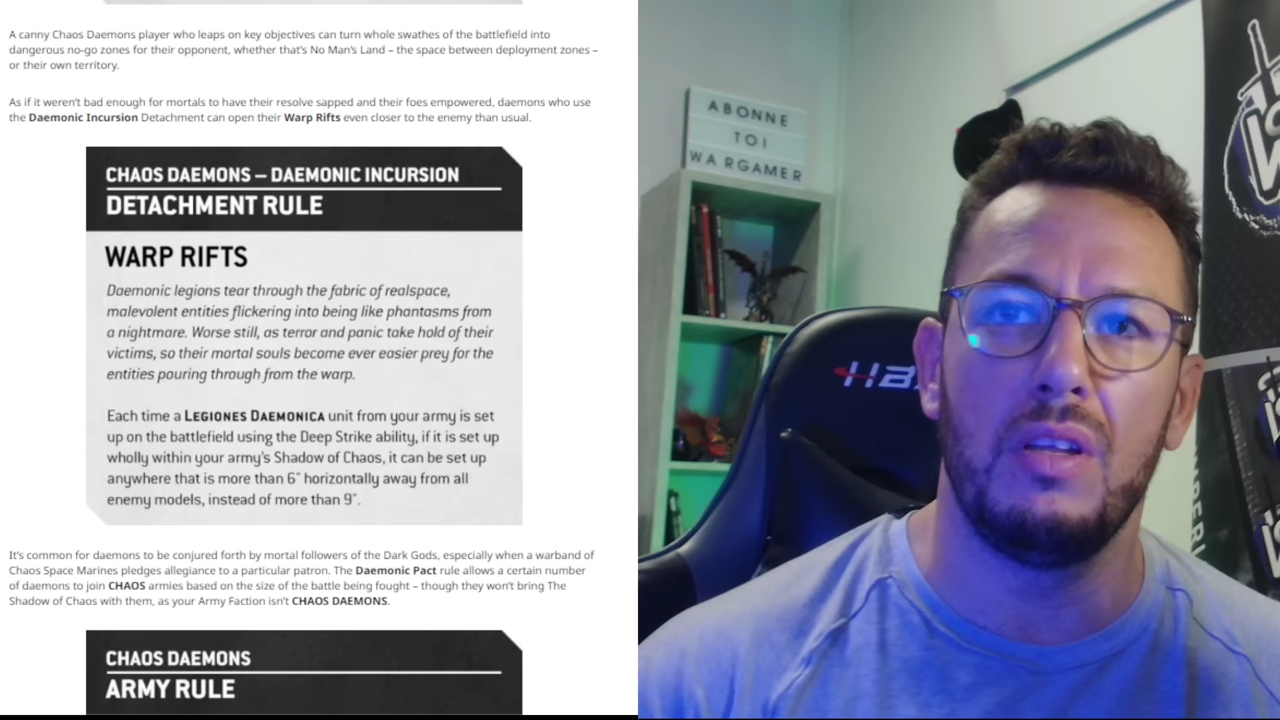 A canny Chaos Daemons player who leaps on key objectives can turn whole swathes of the battlefield into
dangerous no-go zones for their opponent, whether that's No Man's Land – the space between deployment zones –
or their own territory.
As if it weren't bad enough for mortals to have their resolve sapped and their foes empowered, daemons who use
the Daemonic Incursion Detachment can open their Warp Rifts even closer to the enemy than usual.
CHAOS DAEMONS – DAEMONIC INCURSION
DETACHMENT RULE
WARP RIFTS
Daemonic legions tear through the fabric of realspace,
malevolent entities flickering into being like phantasms from
a nightmare. Worse still, as terror and panic take hold of their
victims, so their mortal souls become ever easier prey for the
entities pouring through from the warp.
Each time a LEGIONES DAEMONICA unit from your army is set
up on the battlefield using the Deep Strike ability, if it is set up
wholly within your army's Shadow of Chaos, it can be set up
anywhere that is more than 6" horizontally away from all
enemy models, instead of more than 9".
It's common for daemons to be conjured forth by mortal followers of the Dark Gods, especially when a warband of
Chaos Space Marines pledges allegiance to a particular patron. The Daemonic Pact rule allows a certain number
of daemons to join CHAOS armies based on the size of the battle being fought – though they won't bring The
Shadow of Chaos with them, as your Army Faction isn't CHAOS DAEMONS.
CHAOS DAEMONS
ARMY RULE
ABONNE
TOI
WARGAMER